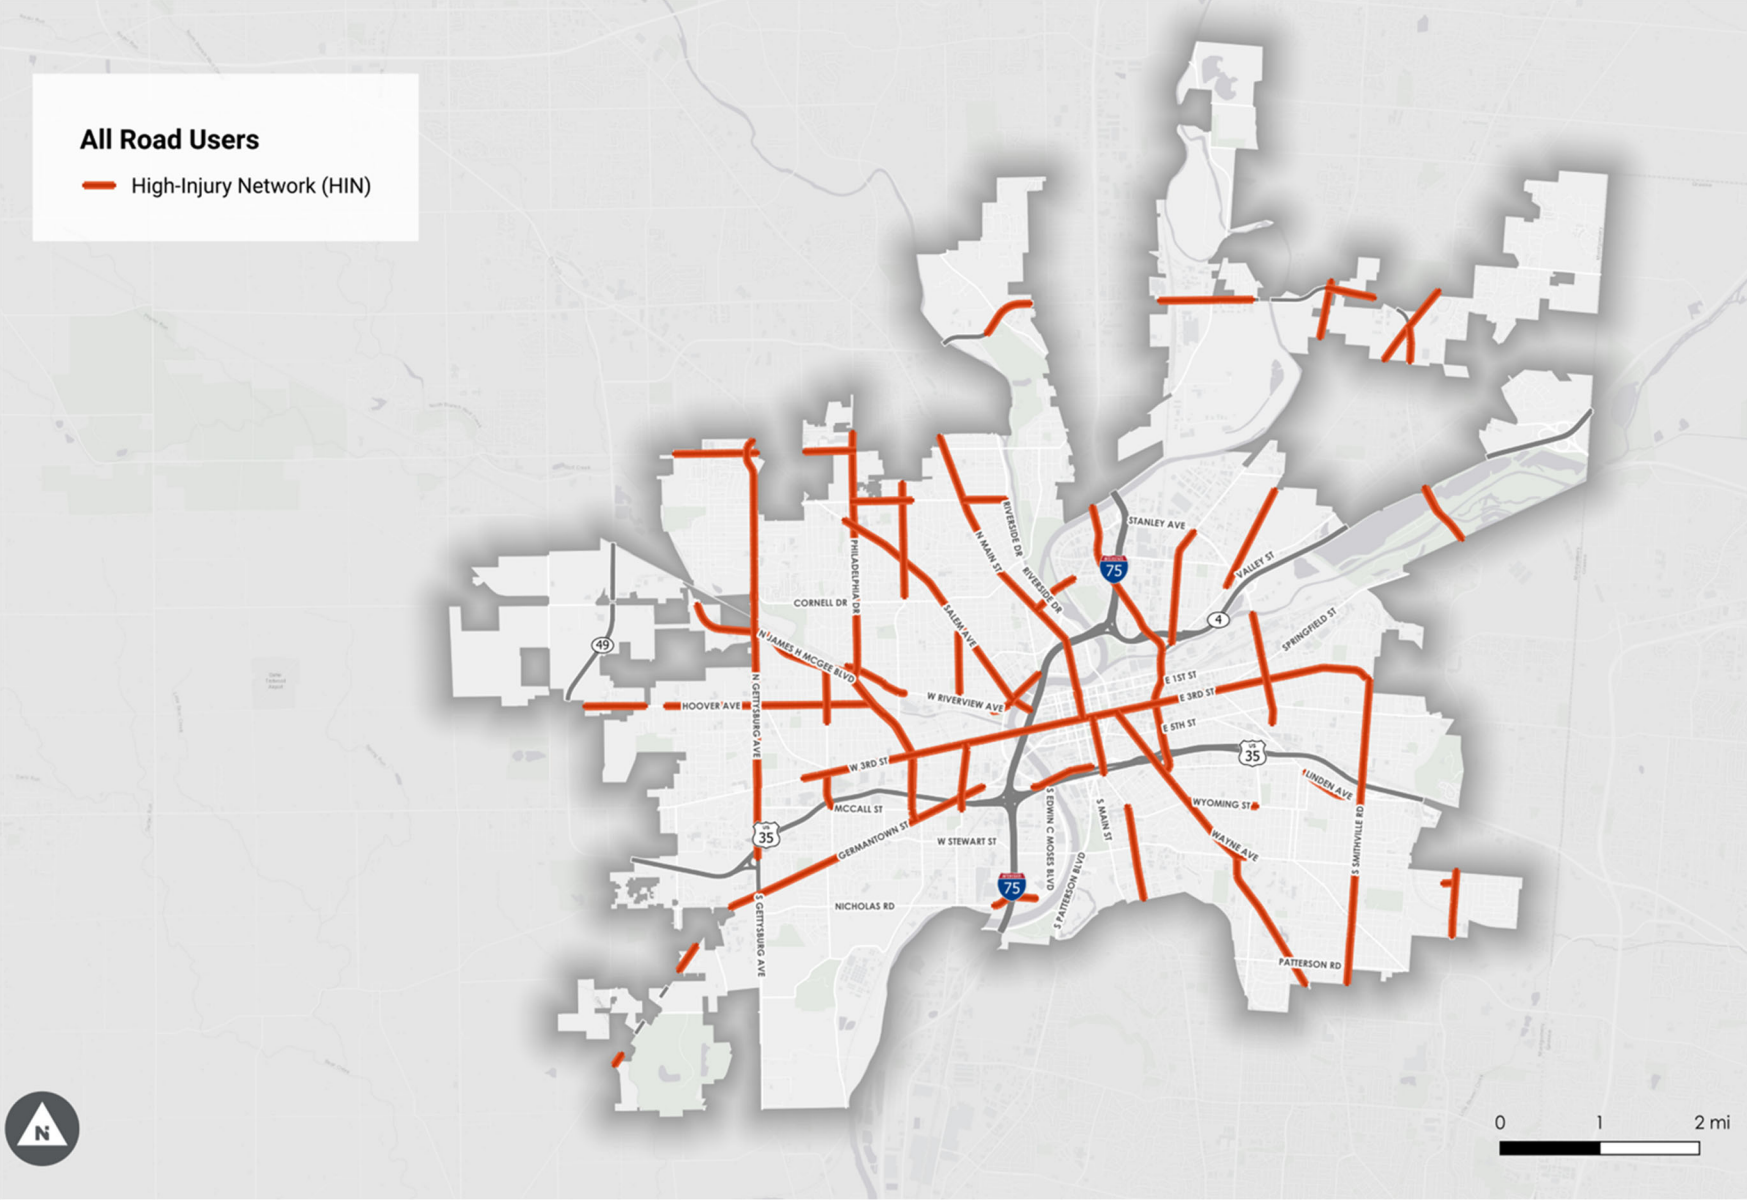 All Road Users
High-Injury Network (HIN)
STANLEY AVE
75
RIVERSIDE DR
N MAIN ST
VALLEY ST
RIVERSIDE DR
PHILADELPHIA DR
CORNELL DR
SALEM AVE
4
SPRINGFIELD ST
49
N JAMES H MCGEE BLVD
E 1ST ST
E 3RD ST
W RIVERVIEW AVE
HOOVER AVE
N GETTYSBURG AVE
E 5TH ST
US
35
W 3RD ST
LINDEN AVE
MCCALL ST
WYOMING ST
S EDWIN C MOSES BLVD
S MAIN ST
35
GERMANTOWN ST
W STEWART ST
WAYNE AVE
S SMITHVILLE RD
75
S PATTERSON BLVD
NICHOLAS RD
S GETTYSBURG AVE
PATTERSON RD
N
0 1 2 mi